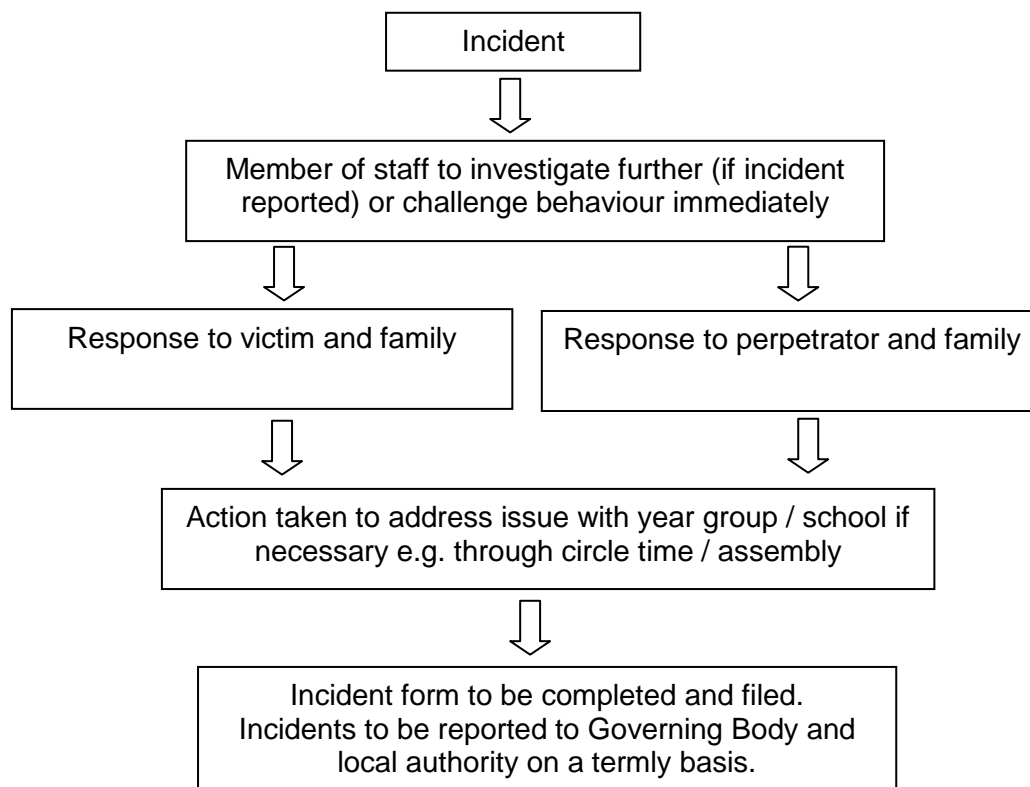 Incident
Member of staff to investigate further (if incident
reported) or challenge behaviour immediately
Response to victim and family
Response to perpetrator and family
Action taken to address issue with year group / school if
necessary e.g. through circle time / assembly
Incident form to be completed and filed.
Incidents to be reported to Governing Body and
local authority on a termly basis.